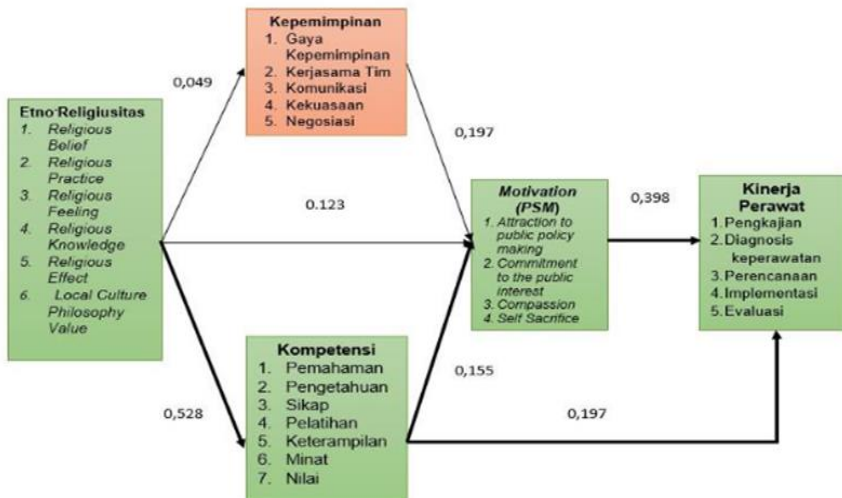 Kepemimpinan
1. Gaya
Kepemimpinan
2. Kerjasama Tim
3. Komunikasi
4. Kekuasaan
5. Negosiasi
0,049
0,197
Etno-Religiusitas
1. Religious
Belief
2. Religious
Practice
3. Religious
Feeling
4. Religious
Knowledge
5. Religious
Effect
6. Local Culture
Philosophy
Value
0.123
Motivation
(PSM)
1. Attraction to
public policy
making
2. Commitment
to the public
interest
3. Compassion
4. Self Sacrifice
0,398
Kinerja
Perawat
1. Pengkajian
2. Diagnosis
keperawatan
3. Perencanaan
4. Implementasi
5. Evaluasi
0,528
Kompetensi
1. Pemahaman
2. Pengetahuan
3. Sikap
4. Pelatihan
5. Keterampilan
6. Minat
7. Nilai
0,155
0,197